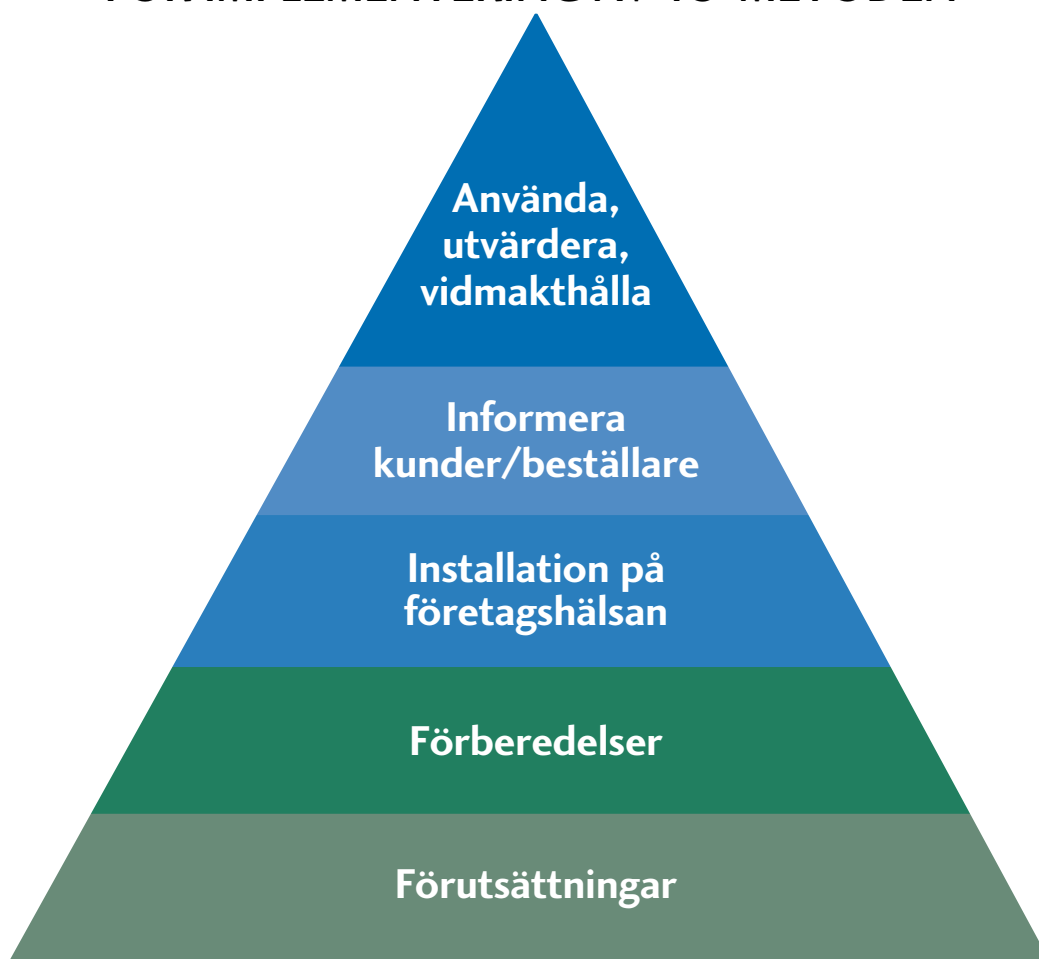 Använda,
utvärdera,
vidmakthålla
Informera
kunder/beställare
Installation på
företagshälsan
Förberedelser
Förutsättningar